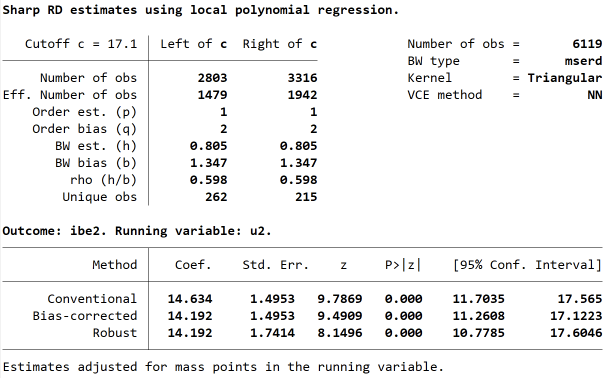 Sharp RD estimates using local polynomial regression.
Cutoff c = 17.1 Left of c Right of c Number of obs = 6119
BW type = mserd
Number of obs 2803 3316 Kernel = Triangular
Eff. Number of obs 1479 1942 VCE method = NN
Order est. (p) 1 1
Order bias (q) 2 2
BW est. (h) 0.805 0.805
BW bias (b) 1.347 1.347
rho (h/b) 0.598 0.598
Unique obs 262 215
Outcome: ibe2. Running variable: u2.
Method Coef. Std. Err. z P>|z| [95% Conf. Interval]
Conventional 14.634 1.4953 9.7869 0.000 11.7035 17.565
Bias-corrected 14.192 1.4953 9.4909 0.000 11.2608 17.1223
Robust 14.192 1.7414 8.1496 0.000 10.7785 17.6046
Estimates adjusted for mass points in the running variable.